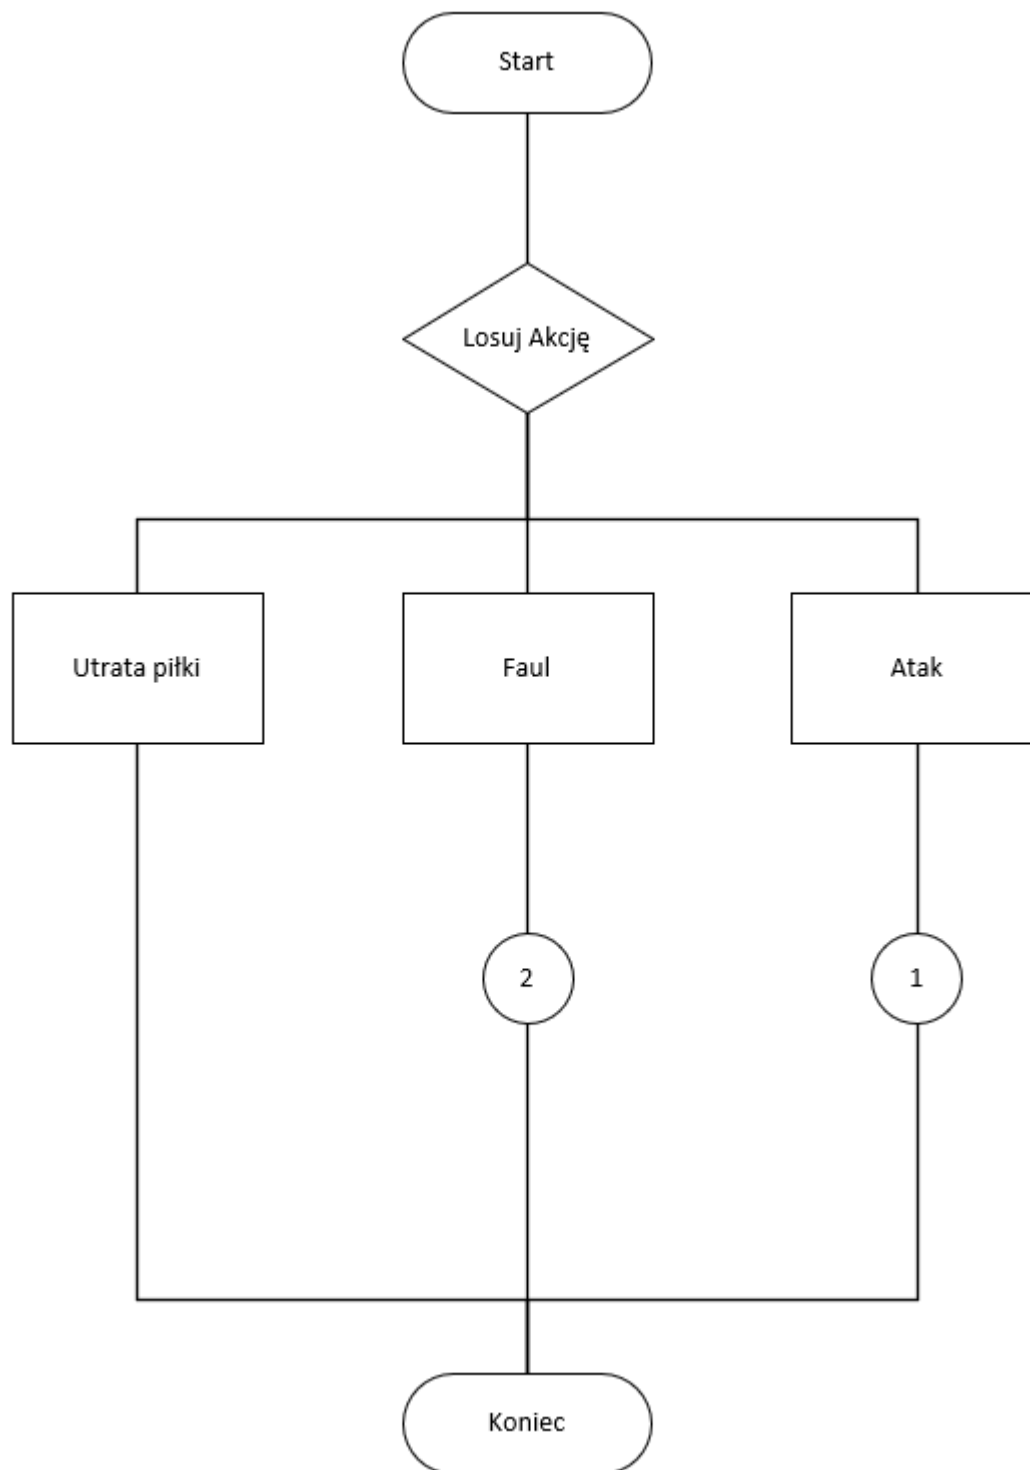 Start
Losuj Akcję
Utrata piłki
Faul
Atak
2
1
Koniec